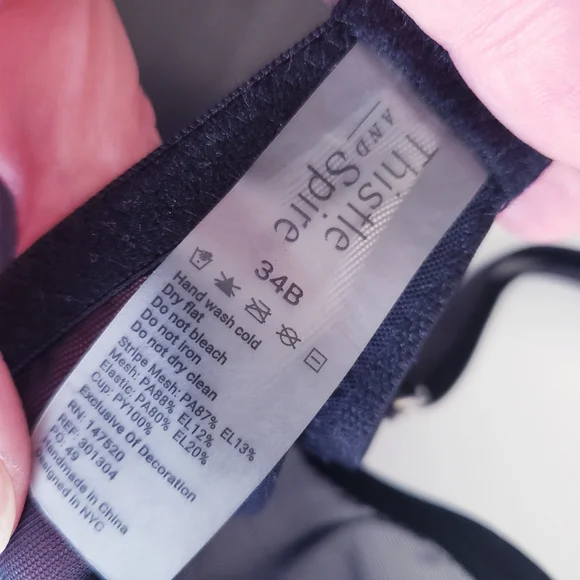 Thistle
AND Spire
34B
Hand wash cold
Dry flat
Do not bleach
Do not Iron
Do not dry clean
Stripe Mesh: PA87% EL13%
Mesh: PA88% EL12%
Elastic: PA80% EL20%
Cup: PY100%
Exclusive of Decoration
RN: 147520
REF: 301304
PO: 49
Handmade in China
Designed in NYC